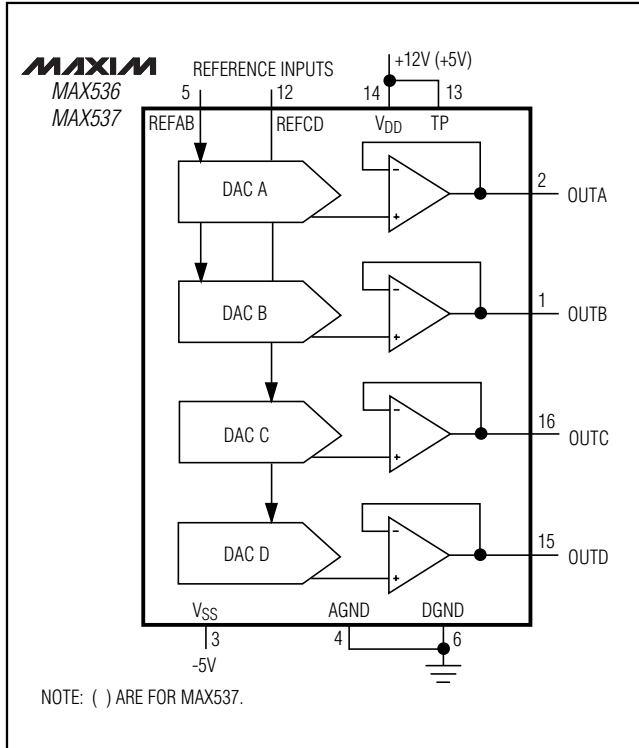 MAXIM
MAX536
MAX537
REFERENCE INPUTS
+12V (+5V)
5
12
14
13
REFAB
REFCD
VDD
TP
DAC A
-
+
2
OUTA
DAC B
-
+
1
OUTB
DAC C
-
+
16
OUTC
DAC D
-
+
15
OUTD
VSS
AGND
DGND
3
4
6
-5V
NOTE: ( ) ARE FOR MAX537.